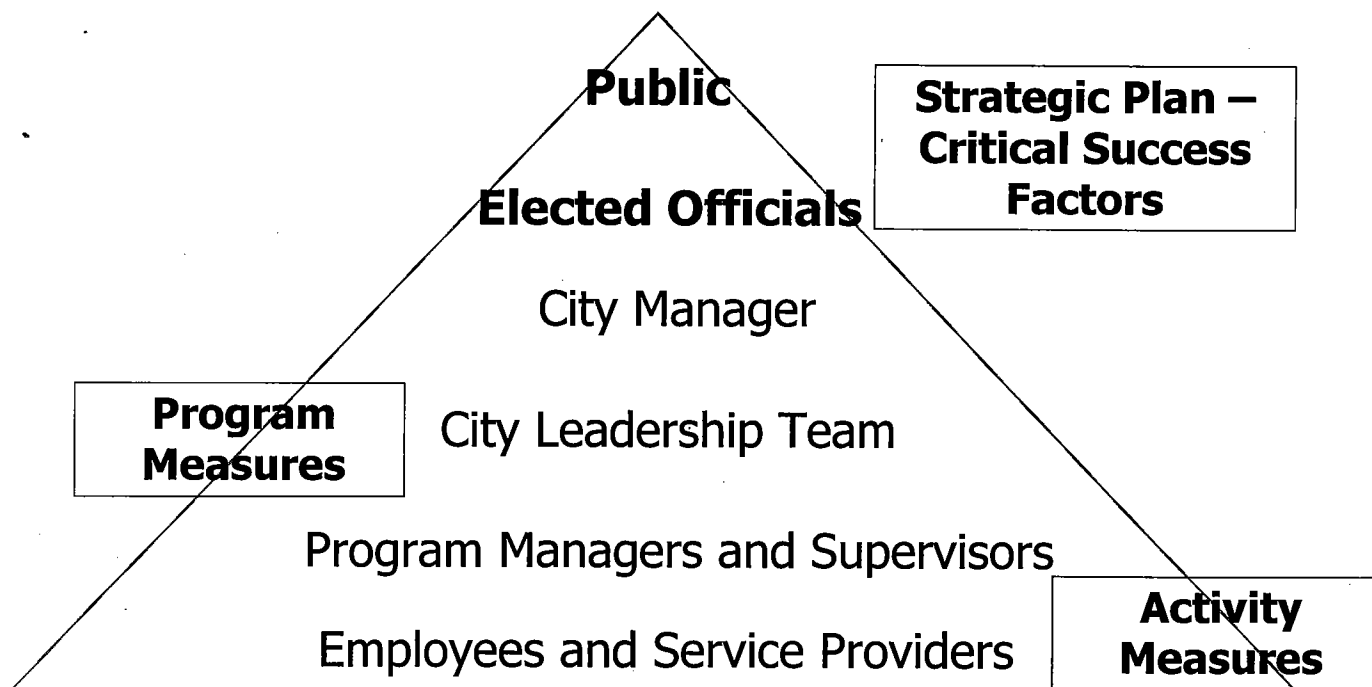 Public
Strategic Plan –
Critical Success
Factors
Elected Officials
City Manager
Program
Measures
City Leadership Team
Program Managers and Supervisors
Activity
Measures
Employees and Service Providers